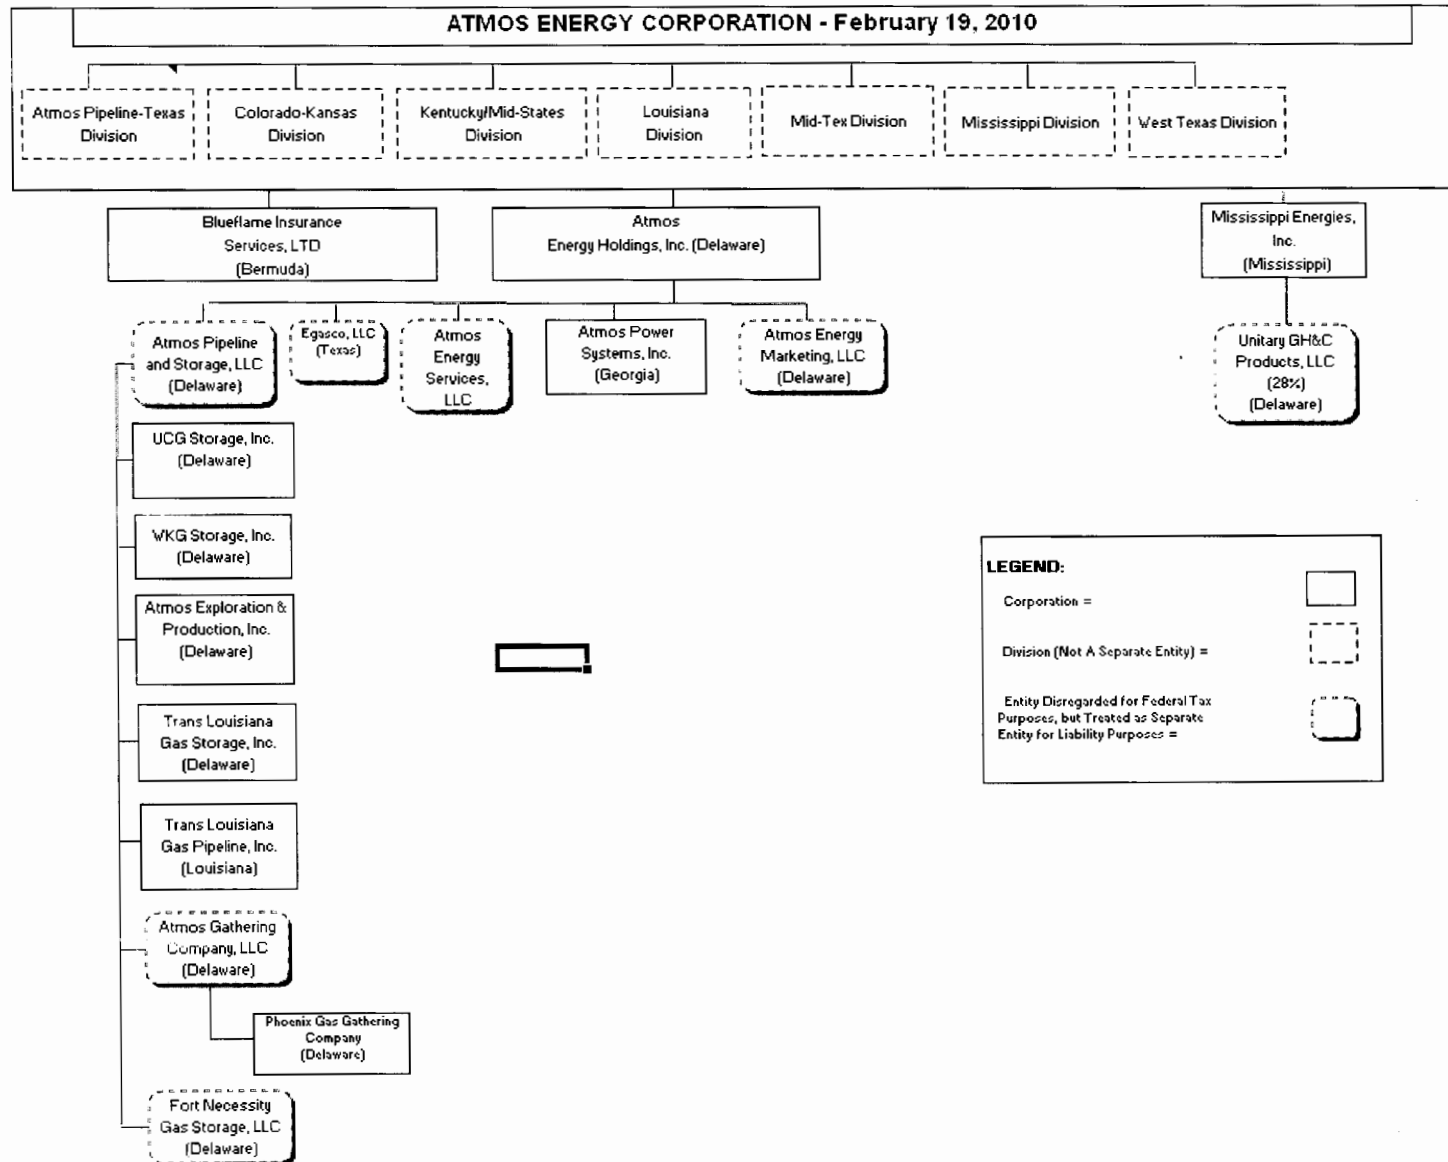 ATMOS ENERGY CORPORATION - February 19, 2010
Atmos Pipeline-Texas
Division
Colorado-Kansas
Division
Kentucky/Mid-States
Division
Louisiana
Division
Mid-Tex Division
Mississippi Division
West Texas Division
Blueflame Insurance
Services, LTD
(Bermuda)
Atmos
Energy Holdings, Inc. (Delaware)
Mississippi Energies,
Inc.
(Mississippi)
Atmos Pipeline
and Storage, LLC
(Delaware)
Egasco, LLC
(Texas)
Atmos
Energy
Services,
LLC
Atmos Power
Systems, Inc.
(Georgia)
Atmos Energy
Marketing, LLC
(Delaware)
Unitary GH&C
Products, LLC
(28%)
(Delaware)
UCG Storage, Inc.
(Delaware)
WKG Storage, Inc.
(Delaware)
Atmos Exploration &
Production, Inc.
(Delaware)
Trans Louisiana
Gas Storage, Inc.
(Delaware)
Trans Louisiana
Gas Pipeline, Inc.
(Louisiana)
Atmos Gathering
Company, LLC
(Delaware)
Phoenix Gas Gathering
Company
(Delaware)
Fort Necessity
Gas Storage, LLC
(Delaware)
LEGEND:
Corporation =
Division (Not A Separate Entity) =
Entity Disregarded for Federal Tax
Purposes, but Treated as Separate
Entity for Liability Purposes =